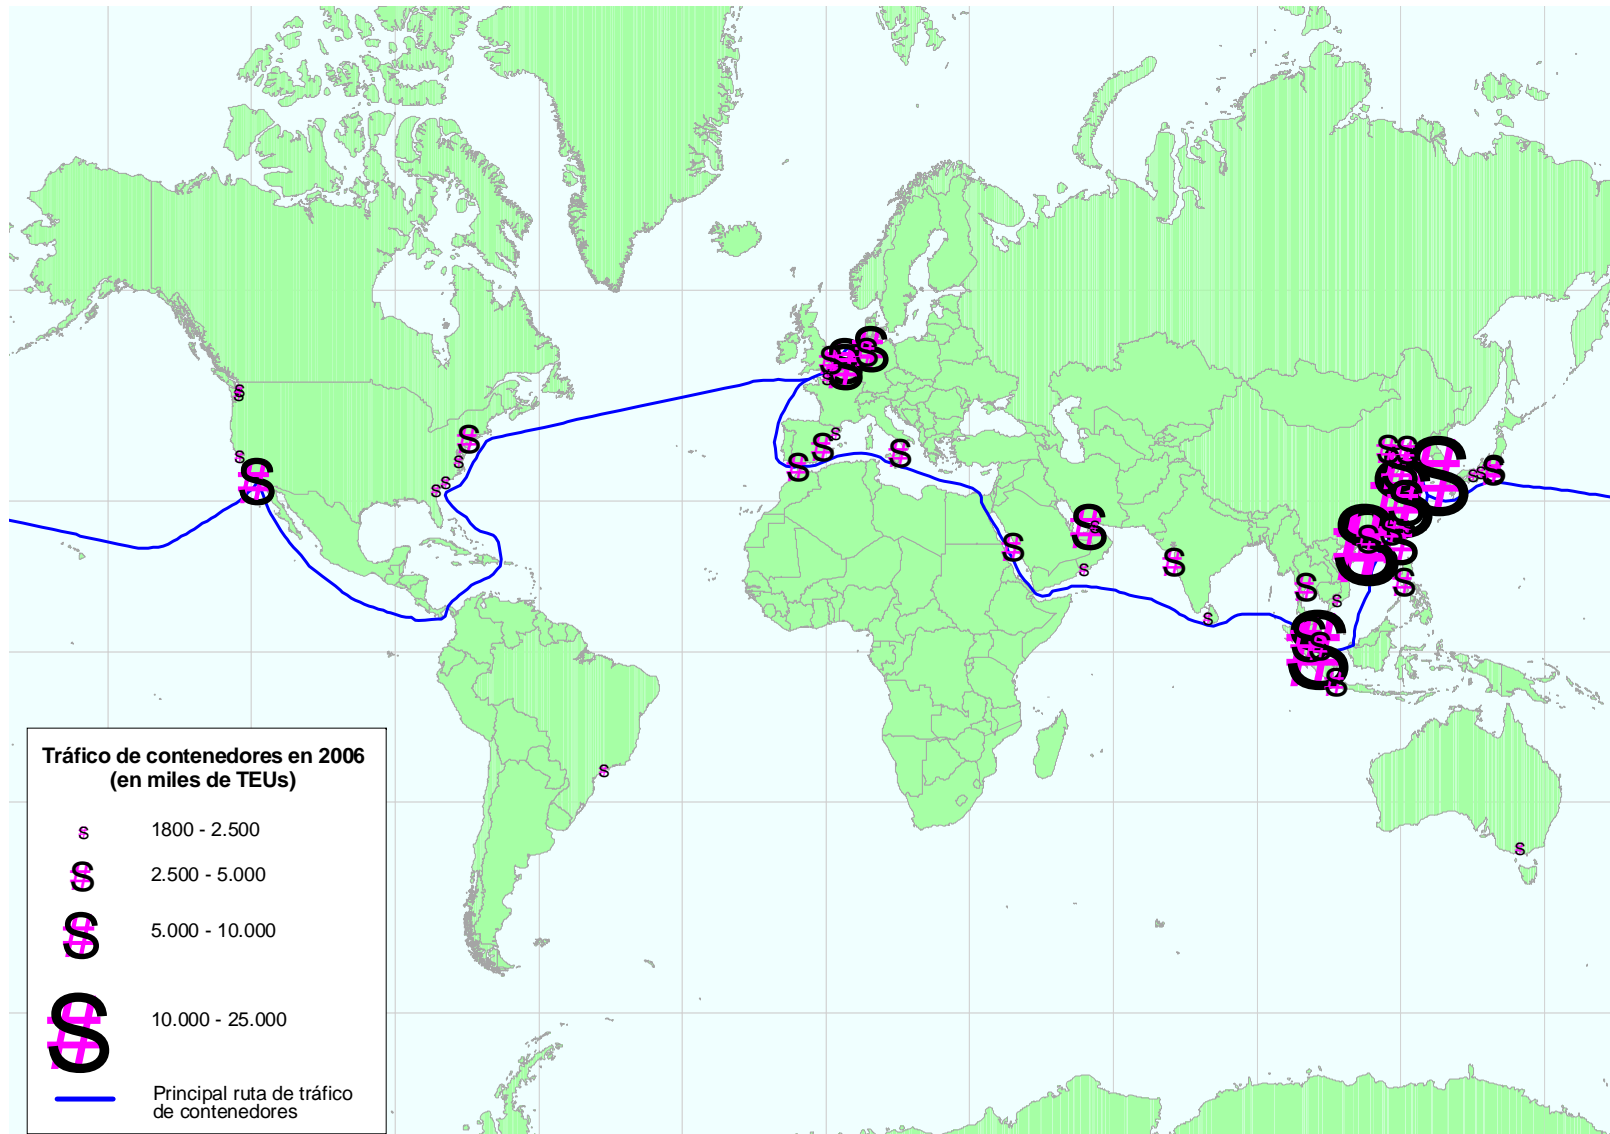 Tráfico de contenedores en 2006
(en miles de TEUs)
1800 - 2.500
2.500 - 5.000
5.000 - 10.000
10.000 - 25.000
Principal ruta de tráfico
de contenedores